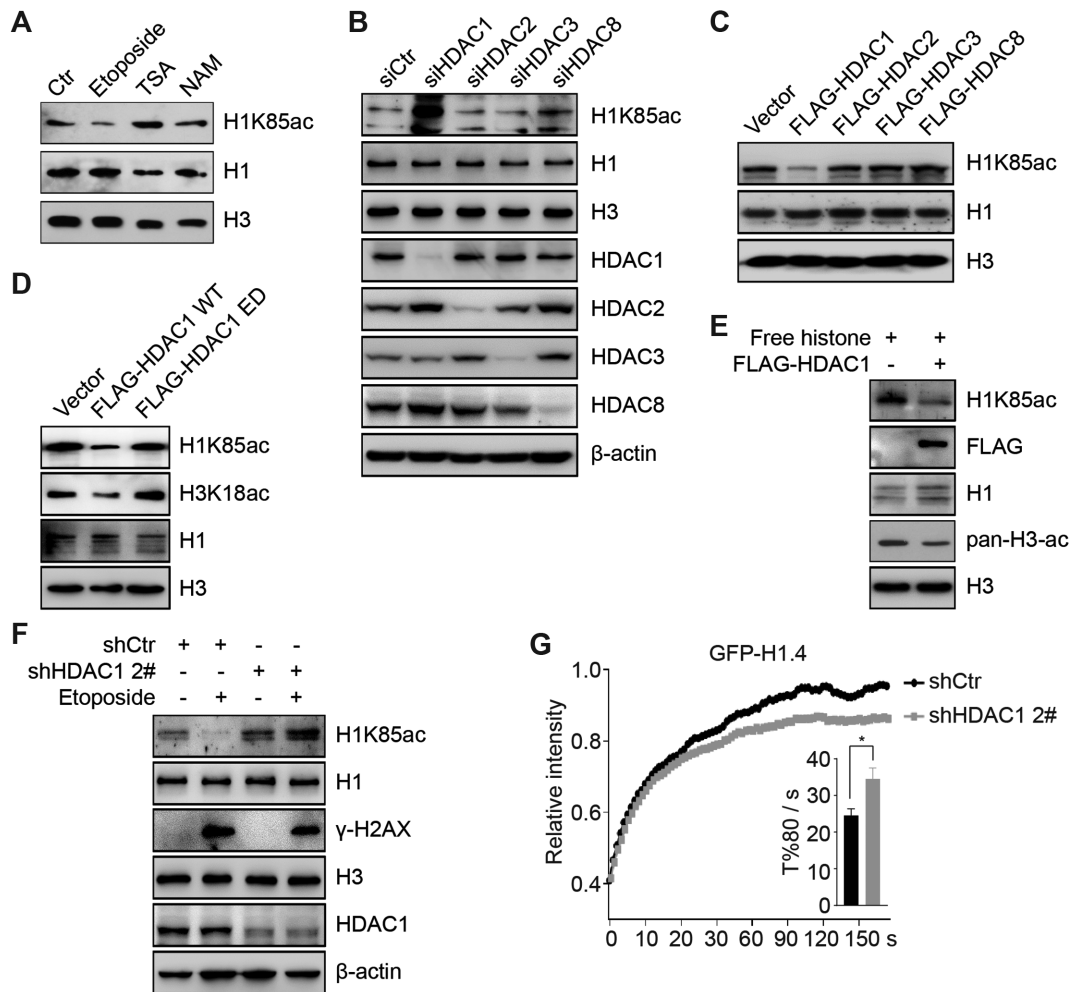 A
Ctr
Etoposide
TSA
NAM
H1K85ac
H1
H3
B
siCtr
siHDAC1
siHDAC2
siHDAC3
siHDAC8
H1K85ac
H1
H3
HDAC1
HDAC2
HDAC3
HDAC8
β-actin
C
Vector
FLAG-HDAC1
FLAG-HDAC2
FLAG-HDAC3
FLAG-HDAC8
H1K85ac
H1
H3
D
Vector
FLAG-HDAC1 WT
FLAG-HDAC1 ED
H1K85ac
H3K18ac
H1
H3
E
Free histone + +
FLAG-HDAC1 - +
H1K85ac
FLAG
H1
pan-H3-ac
H3
F
shCtr + + - -
shHDAC1 2# - - + +
Etoposide - + - +
H1K85ac
H1
γ-H2AX
H3
HDAC1
β-actin
G
GFP-H1.4
Relative intensity
1.0
0.8
0.6
0.4
0 10 20 30 60 90 120 150 s
shCtr
shHDAC1 2#
T%80 / s
40
30
20
10
0
*